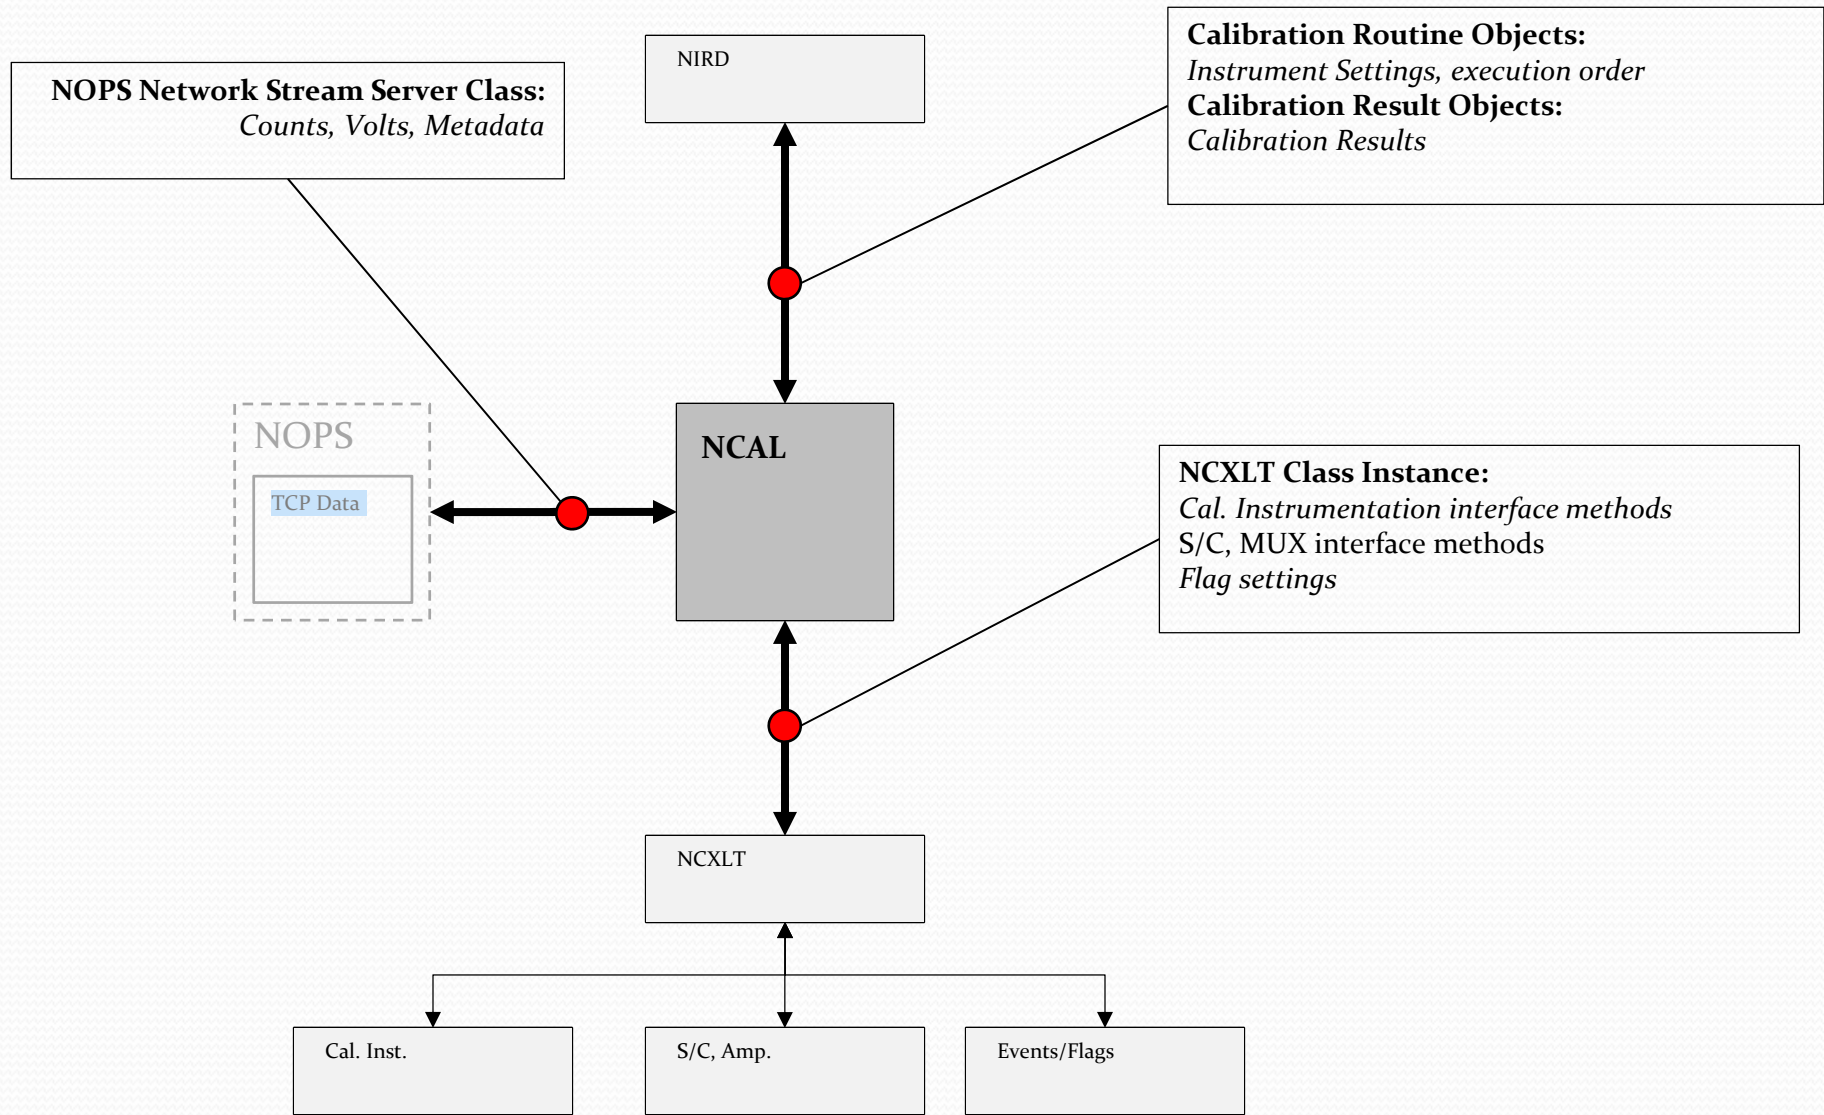 NIRD
Calibration Routine Objects:
Instrument Settings, execution order
Calibration Result Objects:
Calibration Results
NOPS Network Stream Server Class:
Counts, Volts, Metadata
NOPS
TCP Data
NCAL
NCXLT Class Instance:
Cal. Instrumentation interface methods
S/C, MUX interface methods
Flag settings
NCXLT
Cal. Inst.
S/C, Amp.
Events/Flags